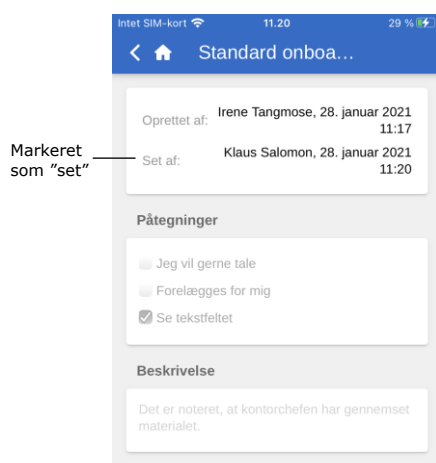 Intet SIM-kort 11.20 29 %
Standard onboa...
Oprettet af: Irene Tangmose, 28. januar 2021
11:17
Markeret
som "set"
Set af: Klaus Salomon, 28. januar 2021
11:20
Påtegninger
Jeg vil gerne tale
Forelægges for mig
Se tekstfeltet
Beskrivelse
Det er noteret, at kontorchefen har gennemset
materialet.